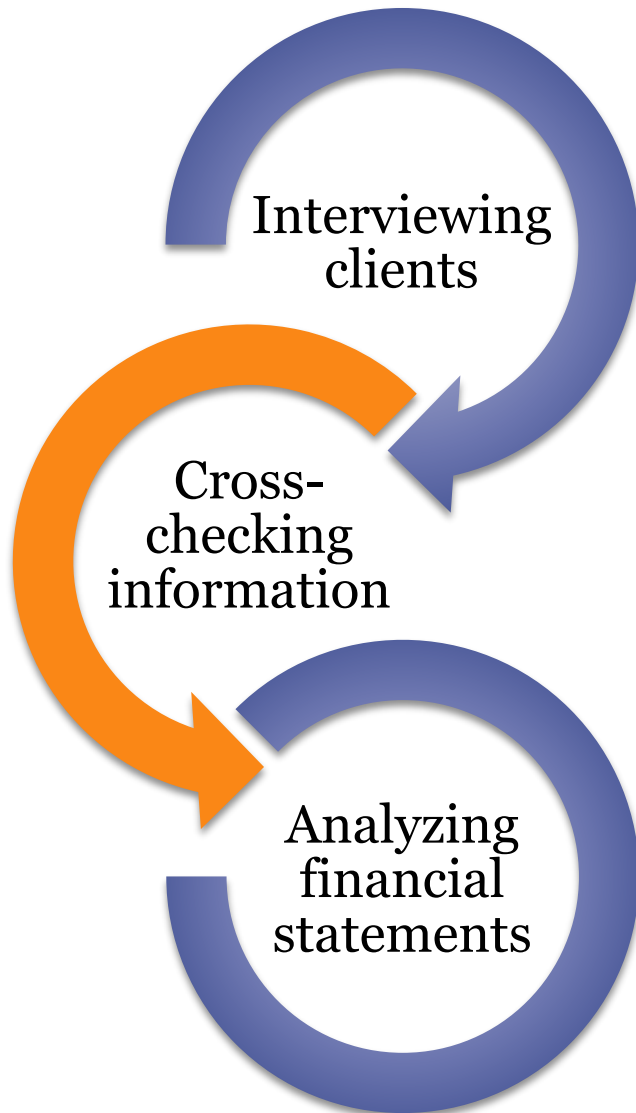 Interviewing
clients
Cross-
checking
information
Analyzing
financial
statements